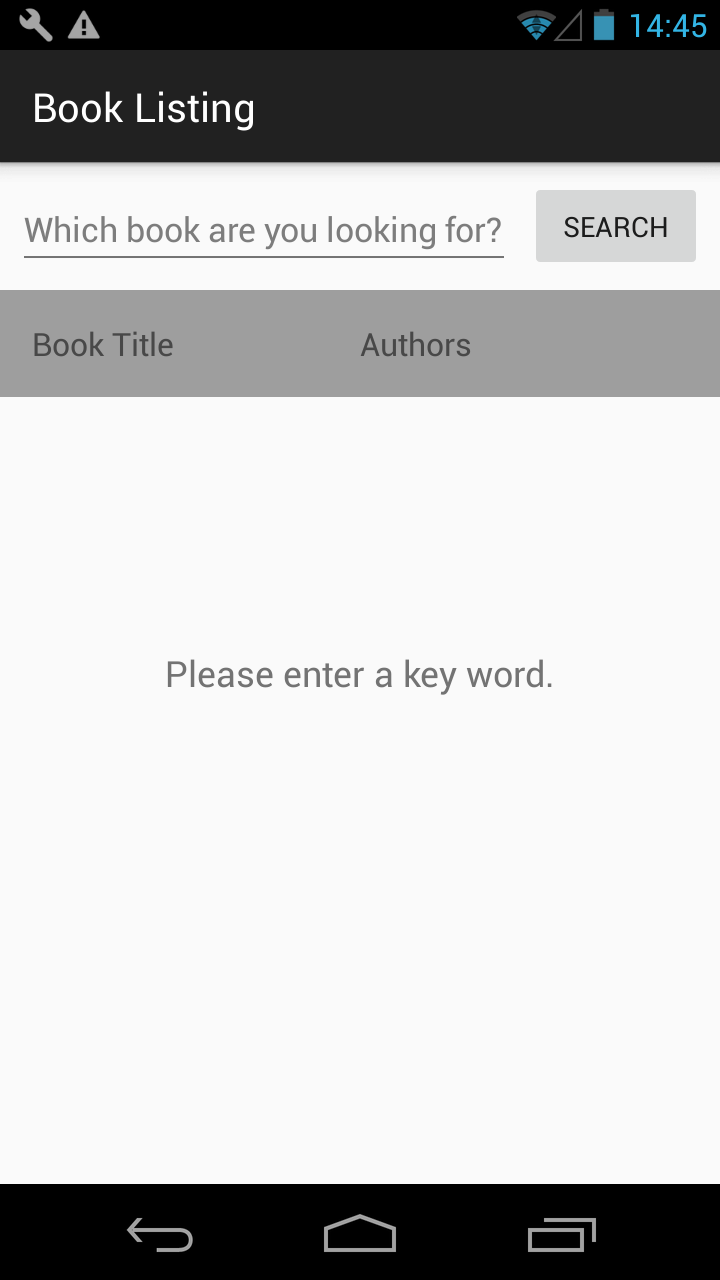 14:45
Book Listing
Which book are you looking for?
SEARCH
Book Title
Authors
Please enter a key word.